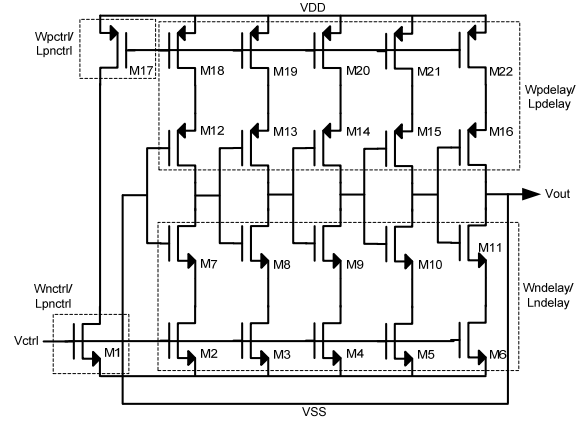 VDD
Wpctrl/
Lpnctrl
M17 M18 M19 M20 M21 M22
Wpdelay/
Lpdelay
M12 M13 M14 M15 M16
Vout
M7 M8 M9 M10 M11
Wnctrl/
Lpnctrl
Wndelay/
Lndelay
Vctrl
M1 M2 M3 M4 M5 M6
VSS